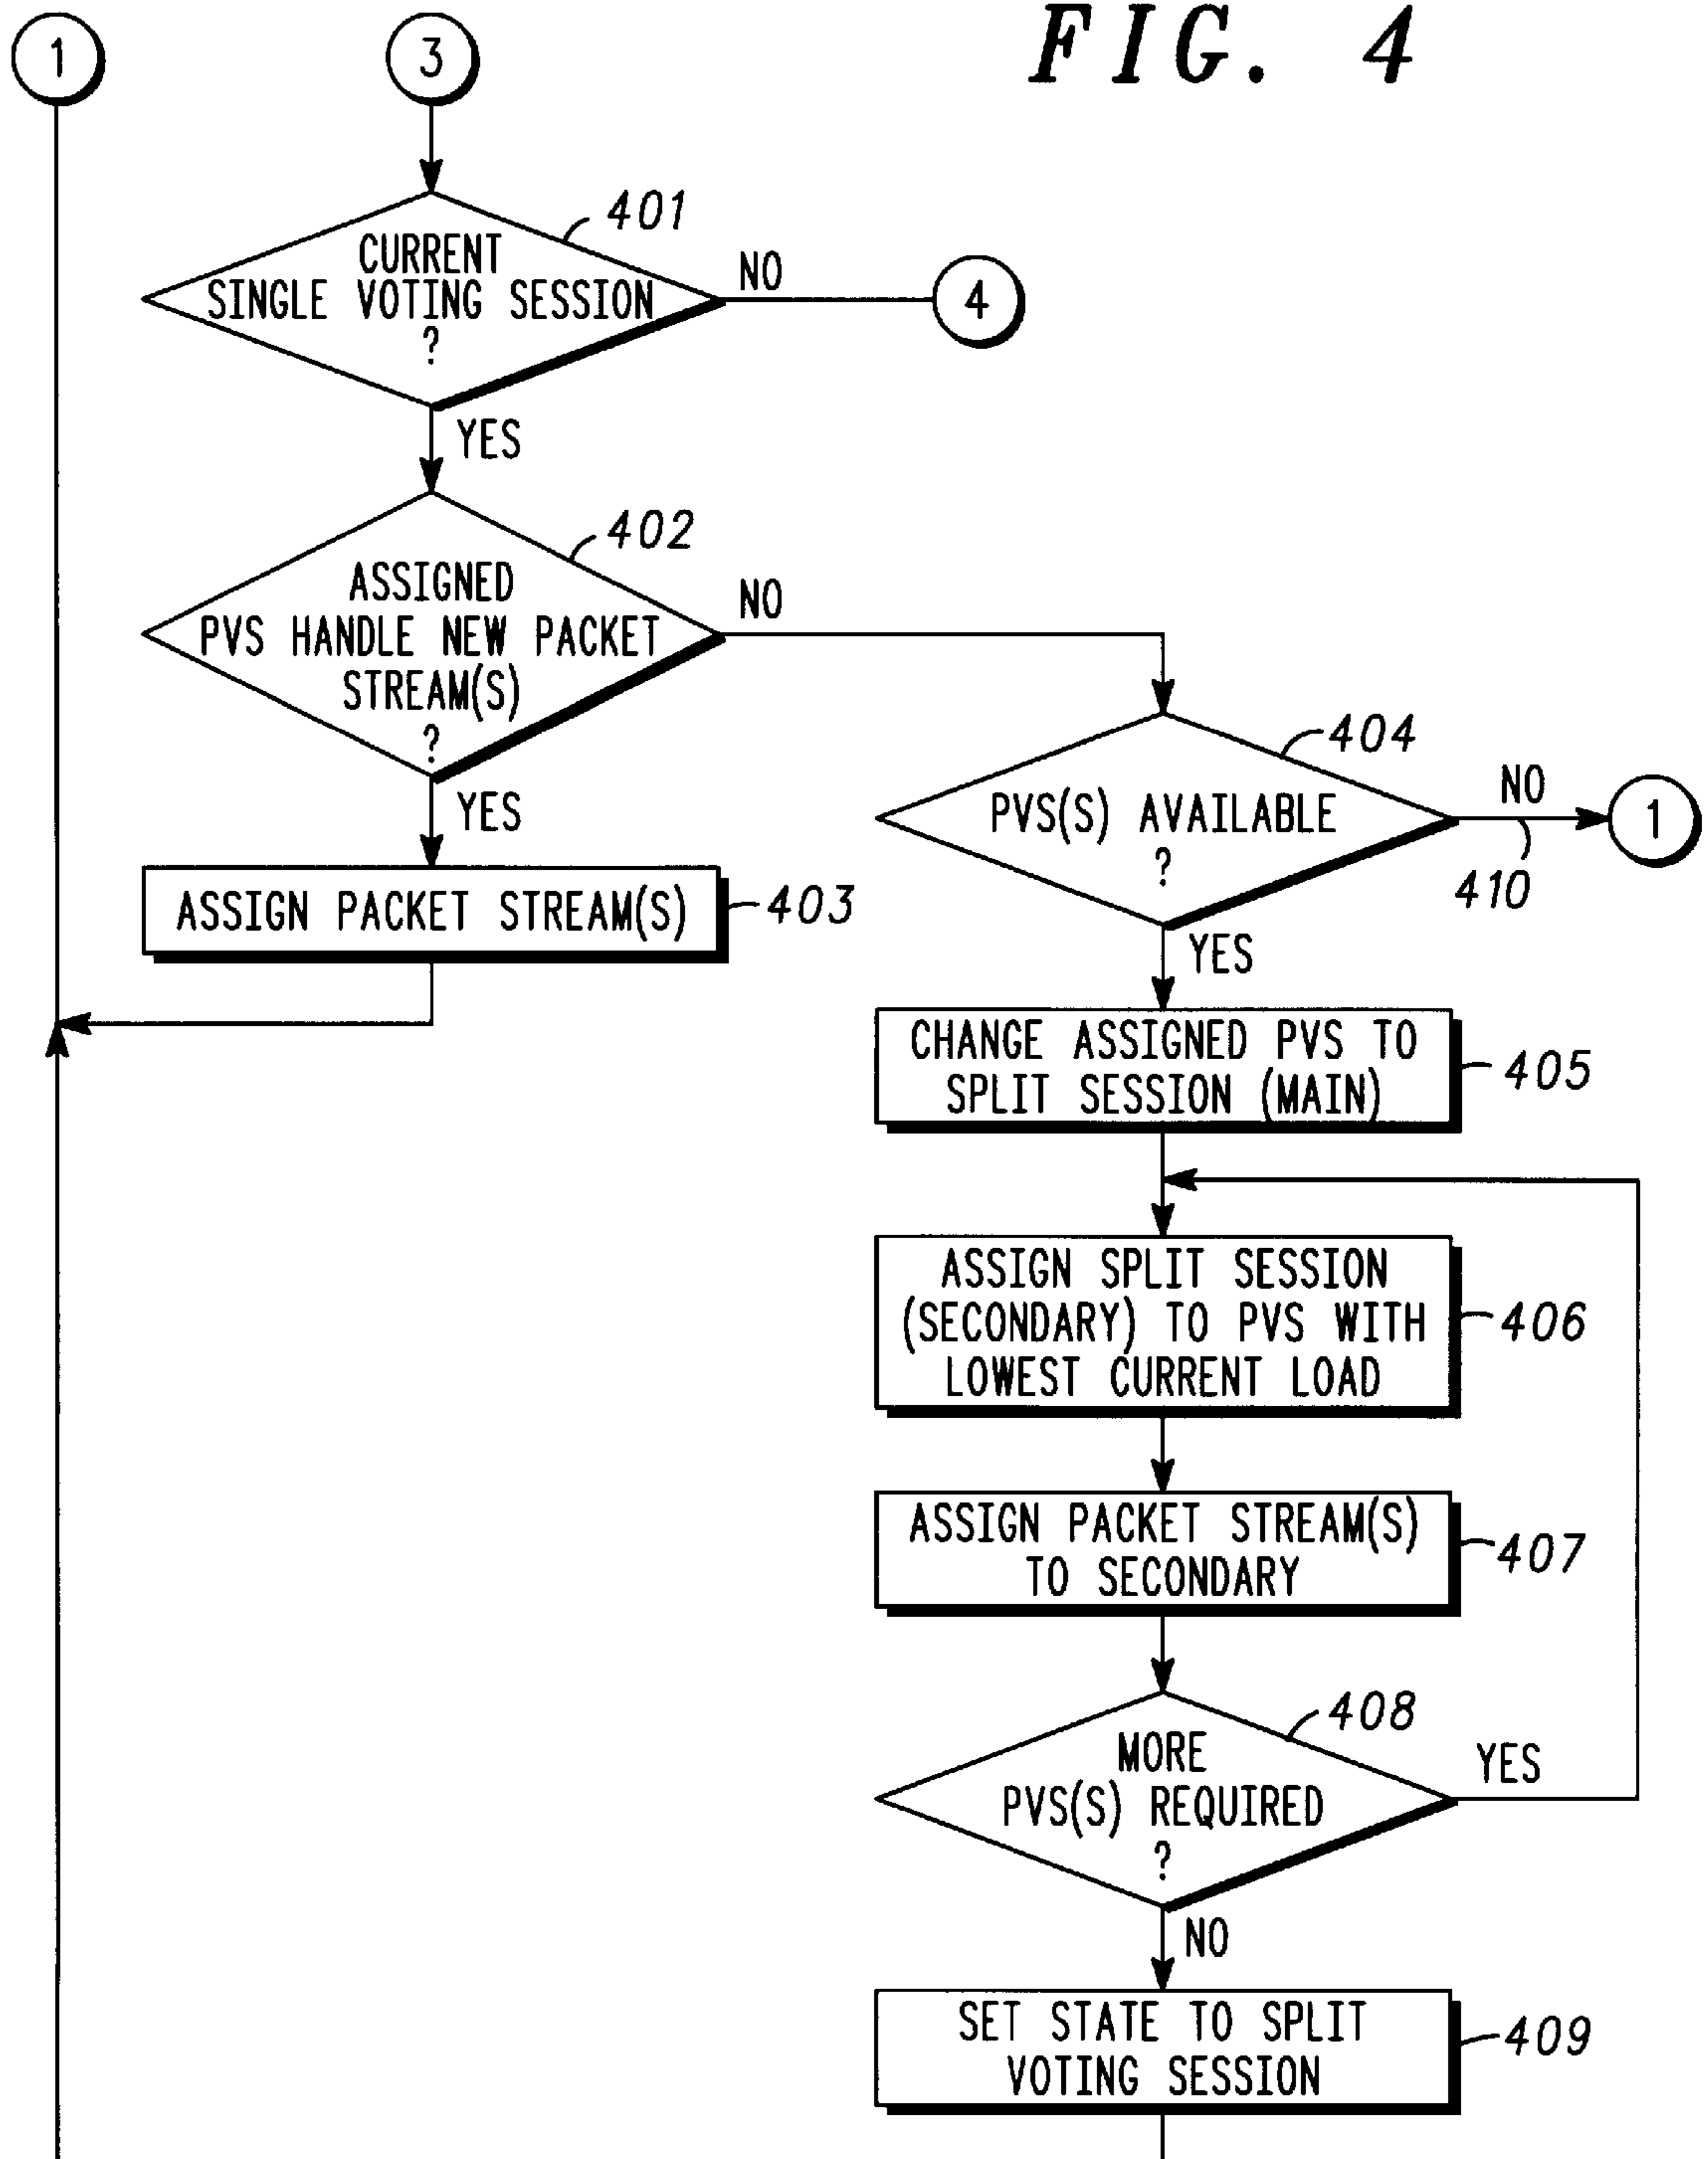 FIG. 4
1
3
401
CURRENT
SINGLE VOTING SESSION
?
NO
4
YES
402
ASSIGNED
PVS HANDLE NEW PACKET
STREAM(S)
?
NO
YES
ASSIGN PACKET STREAM(S)
403
404
PVS(S) AVAILABLE
?
NO
1
410
YES
CHANGE ASSIGNED PVS TO
SPLIT SESSION (MAIN)
405
ASSIGN SPLIT SESSION
(SECONDARY) TO PVS WITH
LOWEST CURRENT LOAD
406
ASSIGN PACKET STREAM(S)
TO SECONDARY
407
408
MORE
PVS(S) REQUIRED
?
YES
NO
SET STATE TO SPLIT
VOTING SESSION
409